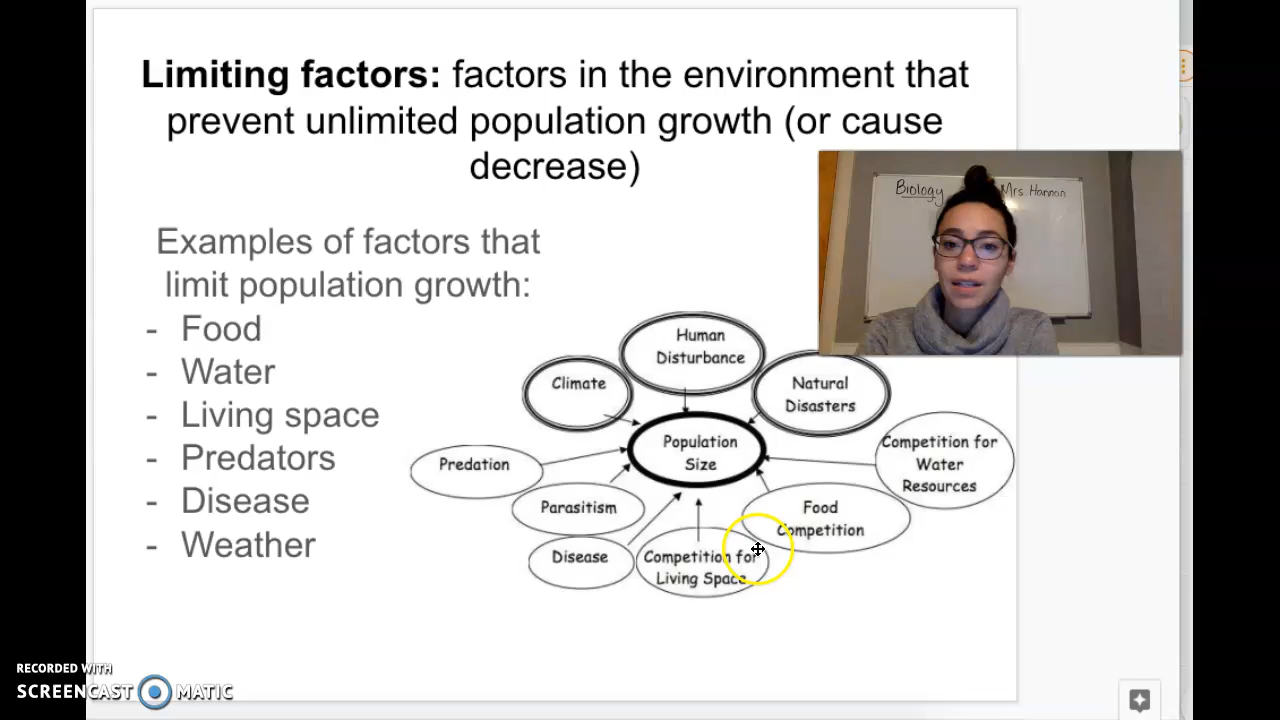 Limiting factors: factors in the environment that
prevent unlimited population growth (or cause
decrease)
Biology
Mrs. Hannon
Examples of factors that
limit population growth:
- Food
- Water
- Living space
- Predators
- Disease
- Weather
Human
Disturbance
Climate
Natural
Disasters
Population
Size
Competition for
Water
Resources
Predation
Parasitism
Food
Competition
Disease
Competition for
Living Space
RECORDED WITH
SCREENCAST MATIC